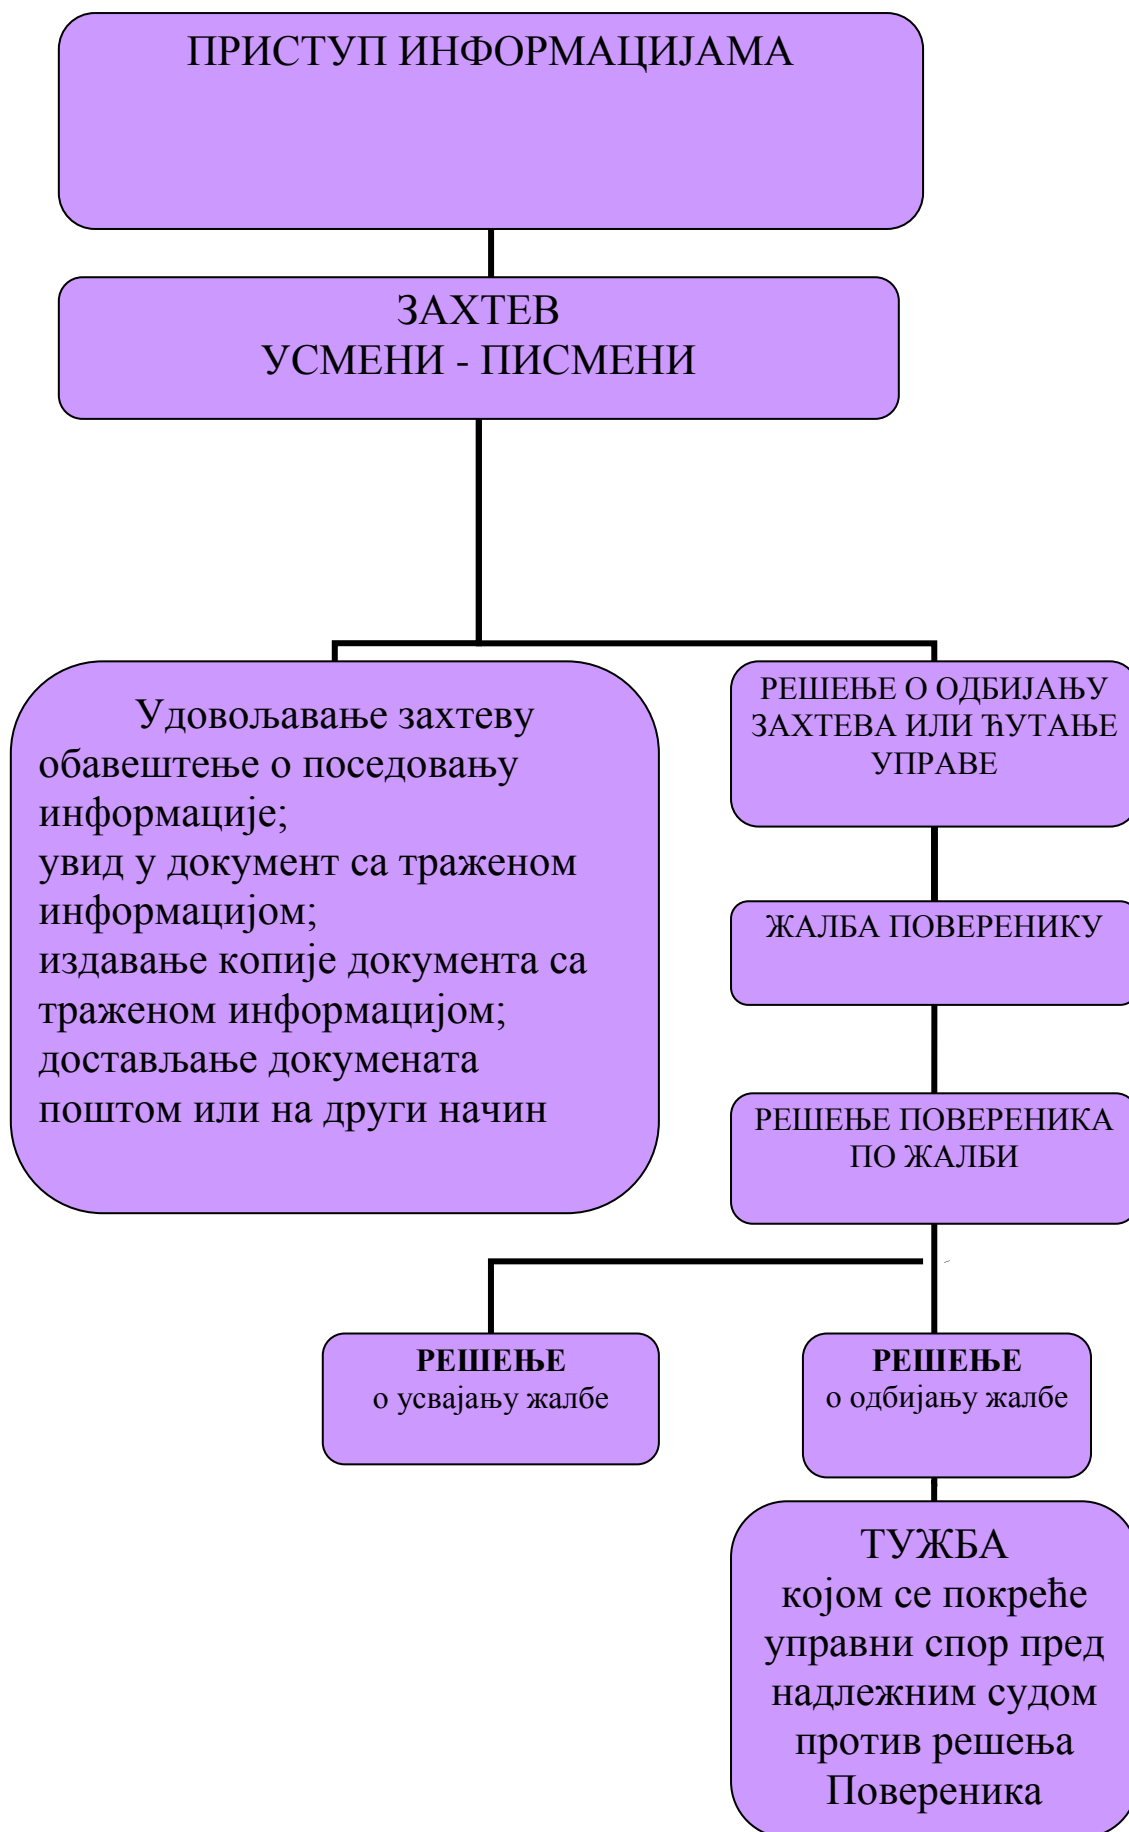 ПРИСТУП ИНФОРМАЦИЈАМА
ЗАХТЕВ
УСМЕНИ - ПИСМЕНИ
Удовољавање захтеву
обавештење о поседовању
информације;
увид у документ са траженом
информацијом;
издавање копије документа са
траженом информацијом;
достављање докумената
поштом или на други начин
РЕШЕЊЕ О ОДБИЈАЊУ
ЗАХТЕВА ИЛИ ЋУТАЊЕ
УПРАВЕ
ЖАЛБА ПОВЕРЕНИКУ
РЕШЕЊЕ ПОВЕРЕНИКА
ПО ЖАЛБИ
РЕШЕЊЕ
о усвајању жалбе
РЕШЕЊЕ
о одбијању жалбе
ТУЖБА
којом се покреће
управни спор пред
надлежним судом
против решења
Повереника